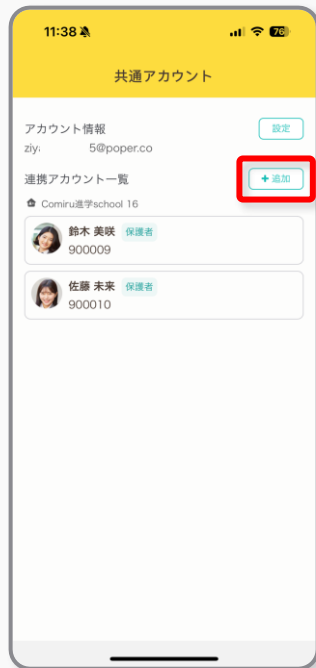 11:38
76
共通アカウント
アカウント情報
設定
ziy: 5@poper.co
連携アカウント一覧
+ 追加
Comiru進学school 16
鈴木 美咲 保護者
900009
佐藤 未来 保護者
900010